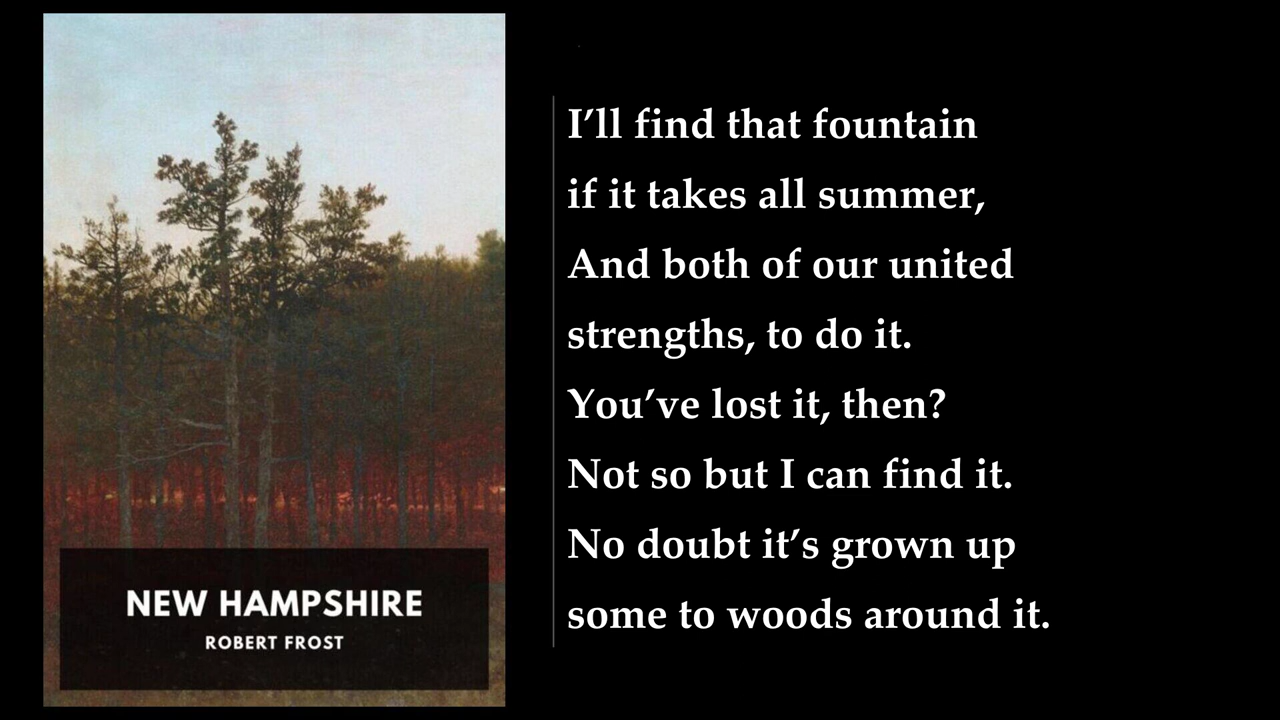 NEW HAMPSHIRE
ROBERT FROST
I’ll find that fountain
if it takes all summer,
And both of our united
strengths, to do it.
You’ve lost it, then?
Not so but I can find it.
No doubt it’s grown up
some to woods around it.